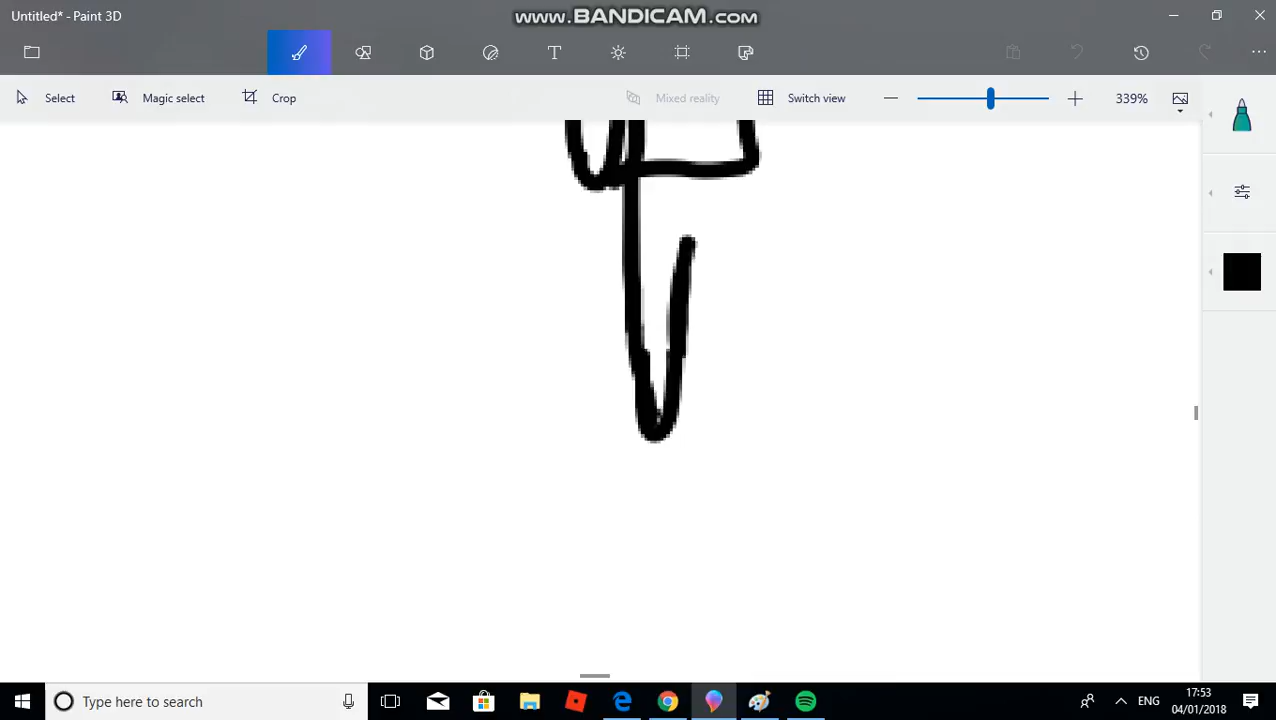 Untitled* - Paint 3D
www.BANDICAM.com
T
Select
Magic select
Crop
Mixed reality
Switch view
339%
Type here to search
ENG
17:53
04/01/2018